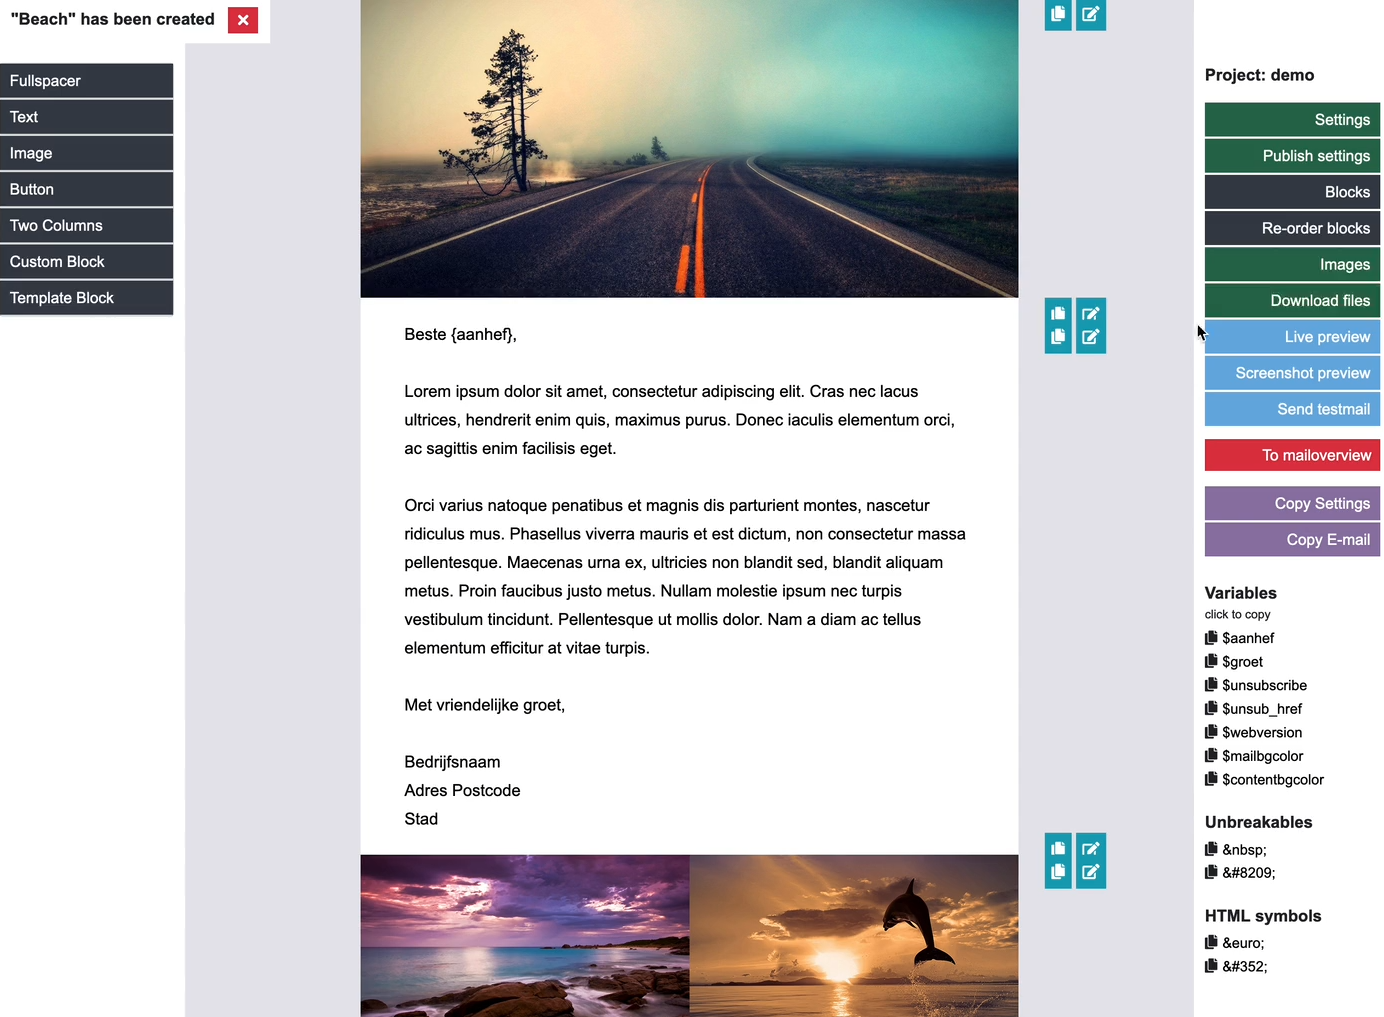 "Beach" has been created
Fullspacer
Text
Image
Button
Two Columns
Custom Block
Template Block
Beste {aanhef},
Lorem ipsum dolor sit amet, consectetur adipiscing elit. Cras nec lacus
ultrices, hendrerit enim quis, maximus purus. Donec iaculis elementum orci,
ac sagittis enim facilisis eget.
Orci varius natoque penatibus et magnis dis parturient montes, nascetur
ridiculus mus. Phasellus viverra mauris et est dictum, non consectetur massa
pellentesque. Maecenas urna ex, ultricies non blandit sed, blandit aliquam
metus. Proin faucibus justo metus. Nullam molestie ipsum nec turpis
vestibulum tincidunt. Pellentesque ut mollis dolor. Nam a diam ac tellus
elementum efficitur at vitae turpis.
Met vriendelijke groet,
Bedrijfsnaam
Adres Postcode
Stad
Project: demo
Settings
Publish settings
Blocks
Re-order blocks
Images
Download files
Live preview
Screenshot preview
Send testmail
To mailoverview
Copy Settings
Copy E-mail
Variables
click to copy
$aanhef
$groet
$unsubscribe
$unsub_href
$webversion
$mailbgcolor
$contentbgcolor
Unbreakables
&amp;nbsp;
&amp;#8209;
HTML symbols
&amp;euro;
&amp;#352;